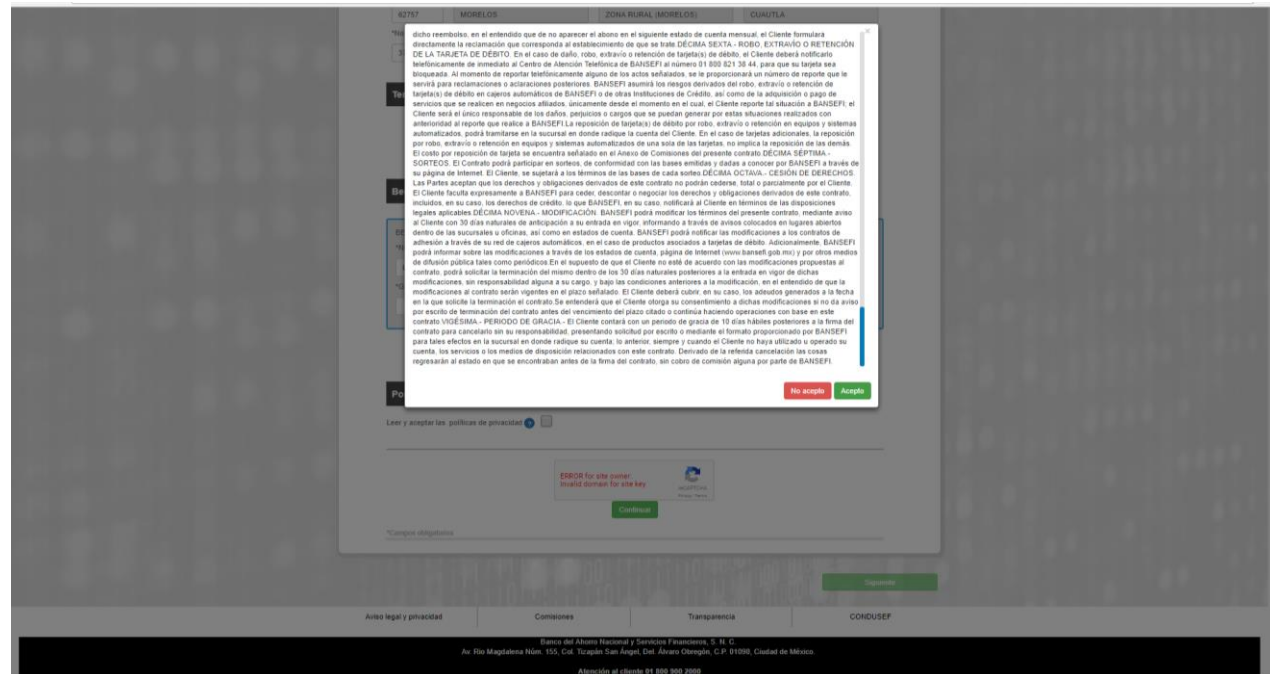 62757 MORELOS ZONA RURAL (MORELOS) CUAUTLA
dicho reembolso, en el entendido que de no aparecer el abono en el siguiente estado de cuenta mensual, el Cliente formulará
directamente la reclamación que corresponda al establecimiento de que se trate.DÉCIMA SEXTA - ROBO, EXTRAVÍO O RETENCIÓN
DE LA TARJETA DE DÉBITO. En el caso de daño, robo, extravío o retención de tarjeta(s) de débito, el Cliente deberá notificarlo
telefónicamente de inmediato al Centro de Atención Telefónica de BANSEFI al número 01 800 821 38 44, para que su tarjeta sea
bloqueada. Al momento de reportar telefónicamente alguno de los actos señalados, se le proporcionará un número de reporte que le
servirá para reclamaciones o aclaraciones posteriores. BANSEFI asumirá los riesgos derivados del robo, extravío o retención de
tarjeta(s) de débito en cajeros automáticos de BANSEFI o de otras Instituciones de Crédito, así como de la adquisición o pago de
servicios que se realicen en negocios afiliados, únicamente desde el momento en el cual, el Cliente reporte tal situación a BANSEFI; el
Cliente será el único responsable de los daños, perjuicios o cargos que se puedan generar por estas situaciones realizados con
anterioridad al reporte que realice a BANSEFI.La reposición de tarjeta(s) de débito por robo, extravío o retención en equipos y sistemas
automatizados, podrá tramitarse en la sucursal en donde radique la cuenta del Cliente. En el caso de tarjetas adicionales, la reposición
por robo, extravío o retención en equipos y sistemas automatizados de una sola de las tarjetas, no implica la reposición de las demás.
El costo por reposición de tarjeta se encuentra señalado en el Anexo de Comisiones del presente contrato.DÉCIMA SÉPTIMA -
SORTEOS. El Contrato podrá participar en sorteos, de conformidad con las bases emitidas y dadas a conocer por BANSEFI a través de
su página de Internet. El Cliente, se sujetará a los términos de las bases de cada sorteo.DÉCIMA OCTAVA.- CESIÓN DE DERECHOS.
Las Partes aceptan que los derechos y obligaciones derivados de este contrato no podrán cederse, total o parcialmente por el Cliente.
El Cliente faculta expresamente a BANSEFI para ceder, descontar o negociar los derechos y obligaciones derivados de este contrato,
incluidos, en su caso, los derechos de crédito. lo que BANSEFI, en su caso, notificará al Cliente en términos de las disposiciones
legales aplicables.DÉCIMA NOVENA - MODIFICACIÓN. BANSEFI podrá modificar los términos del presente contrato, mediante aviso
al Cliente con 30 días naturales de anticipación a su entrada en vigor, informando a través de avisos colocados en lugares abiertos
dentro de las sucursales u oficinas, así como en estados de cuenta. BANSEFI podrá notificar las modificaciones a los contratos de
adhesión a través de su red de cajeros automáticos, en el caso de productos asociados a tarjetas de débito. Adicionalmente, BANSEFI
podrá informar sobre las modificaciones a través de los estados de cuenta, página de Internet (www.bansefi.gob.mx) y por otros medios
de difusión pública tales como periódicos.En el supuesto de que el Cliente no esté de acuerdo con las modificaciones propuestas al
contrato, podrá solicitar la terminación del mismo dentro de los 30 días naturales posteriores a la entrada en vigor de dichas
modificaciones, sin responsabilidad alguna a su cargo, y bajo las condiciones anteriores a la modificación, en el entendido de que la
modificaciones al contrato serán vigentes en el plazo señalado. El Cliente deberá cubrir, en su caso, los adeudos generados a la fecha
en la que solicite la terminación el contrato.Se entenderá que el Cliente otorga su consentimiento a dichas modificaciones si no da aviso
por escrito de terminación del contrato antes del vencimiento del plazo citado o continúa haciendo operaciones con base en este
contrato VIGÉSIMA.- PERIODO DE GRACIA.- El Cliente contará con un periodo de gracia de 10 días hábiles posteriores a la firma del
contrato para cancelarlo sin su responsabilidad, presentando solicitud por escrito o mediante el formato proporcionado por BANSEFI
para tales efectos en la sucursal en donde radique su cuenta; lo anterior, siempre y cuando el Cliente no haya utilizado u operado su
cuenta, los servicios o los medios de disposición relacionados con este contrato. Derivado de la referida cancelación las cosas
regresarán al estado en que se encontraban antes de la firma del contrato, sin cobro de comisión alguna por parte de BANSEFI.
No acepto Acepto
Leer y aceptar las políticas de privacidad
ERROR for site owner:
Invalid domain for site key
reCAPTCHA
Privacy - Terms
Continuar
*Campos obligatorios
Siguiente
Aviso legal y privacidad Comisiones Transparencia CONDUSEF
Banco del Ahorro Nacional y Servicios Financieros, S. N. C.
Av. Río Magdalena Núm. 155, Col. Tizapán San Ángel, Del. Álvaro Obregón, C.P. 01090, Ciudad de México.
Atención al cliente 01 800 900 2000